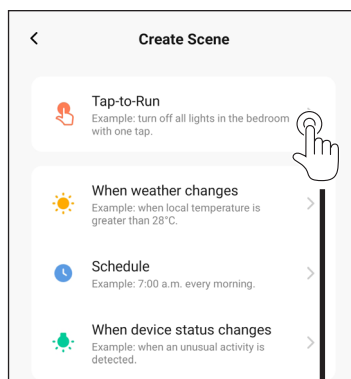 Create Scene
Tap-to-Run
Example: turn off all lights in the bedroom
with one tap.
When weather changes
Example: when local temperature is
greater than 28°C.
Schedule
Example: 7:00 a.m. every morning.
When device status changes
Example: when an unusual activity is
detected.